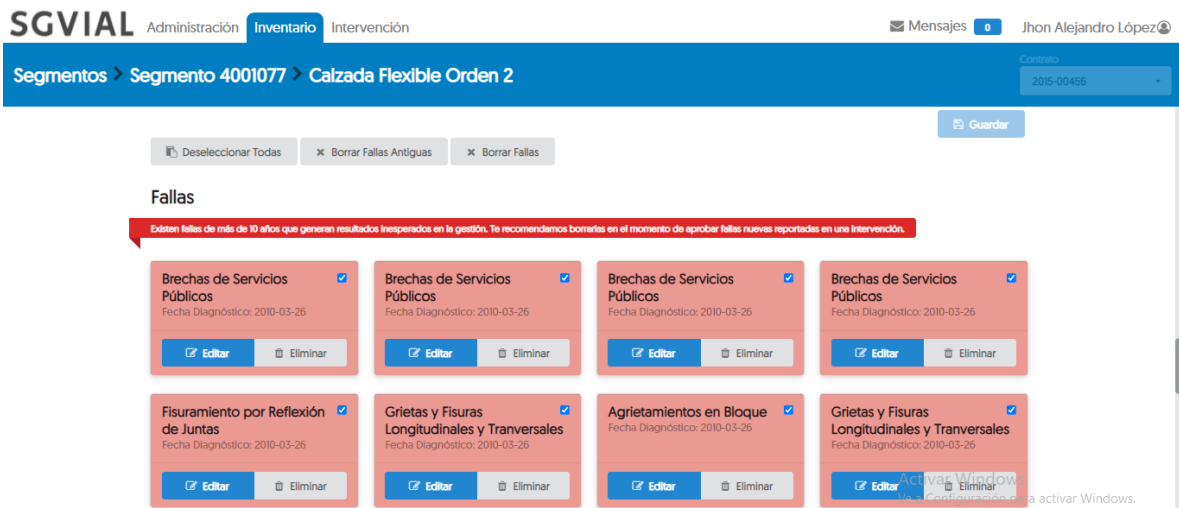 SGVIAL Administración Inventario Intervención Mensajes 0 Jhon Alejandro López
Segmentos > Segmento 4001077 > Calzada Flexible Orden 2
Contrato
2015-00456
Guardar
Deseleccionar Todas Borrar Fallas Antiguas Borrar Fallas
Fallas
Existen fallas de más de 10 años que generan resultados inesperados en la gestión. Te recomendamos borrarlas en el momento de aprobar fallas nuevas reportadas en una intervención.
Brechas de Servicios
Públicos
Fecha Diagnóstico: 2010-03-26
Editar Eliminar
Brechas de Servicios
Públicos
Fecha Diagnóstico: 2010-03-26
Editar Eliminar
Brechas de Servicios
Públicos
Fecha Diagnóstico: 2010-03-26
Editar Eliminar
Brechas de Servicios
Públicos
Fecha Diagnóstico: 2010-03-26
Editar Eliminar
Fisuramiento por Reflexión
de Juntas
Fecha Diagnóstico: 2010-03-26
Editar Eliminar
Grietas y Fisuras
Longitudinales y Tranversales
Fecha Diagnóstico: 2010-03-26
Editar Eliminar
Agrietamientos en Bloque
Fecha Diagnóstico: 2010-03-26
Editar Eliminar
Grietas y Fisuras
Longitudinales y Tranversales
Fecha Diagnóstico: 2010-03-26
Editar Eliminar
Activar Windows
Ve a Configuración para activar Windows.